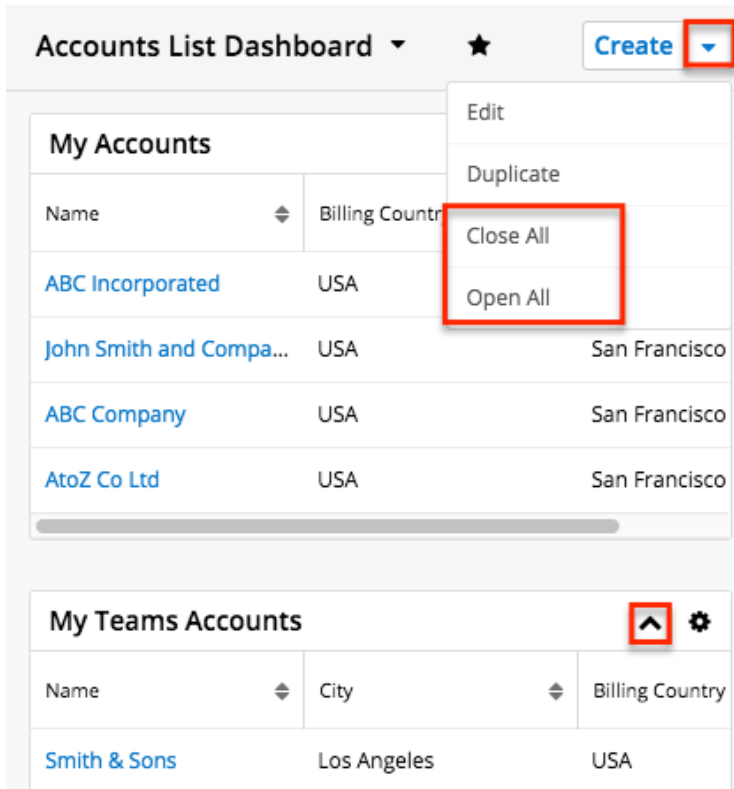 Accounts List Dashboard
Create
Edit
Duplicate
Close All
Open All
My Accounts
Name Billing Countr
ABC Incorporated USA
John Smith and Compa... USA San Francisco
ABC Company USA San Francisco
AtoZ Co Ltd USA San Francisco
My Teams Accounts
Name City Billing Country
Smith & Sons Los Angeles USA